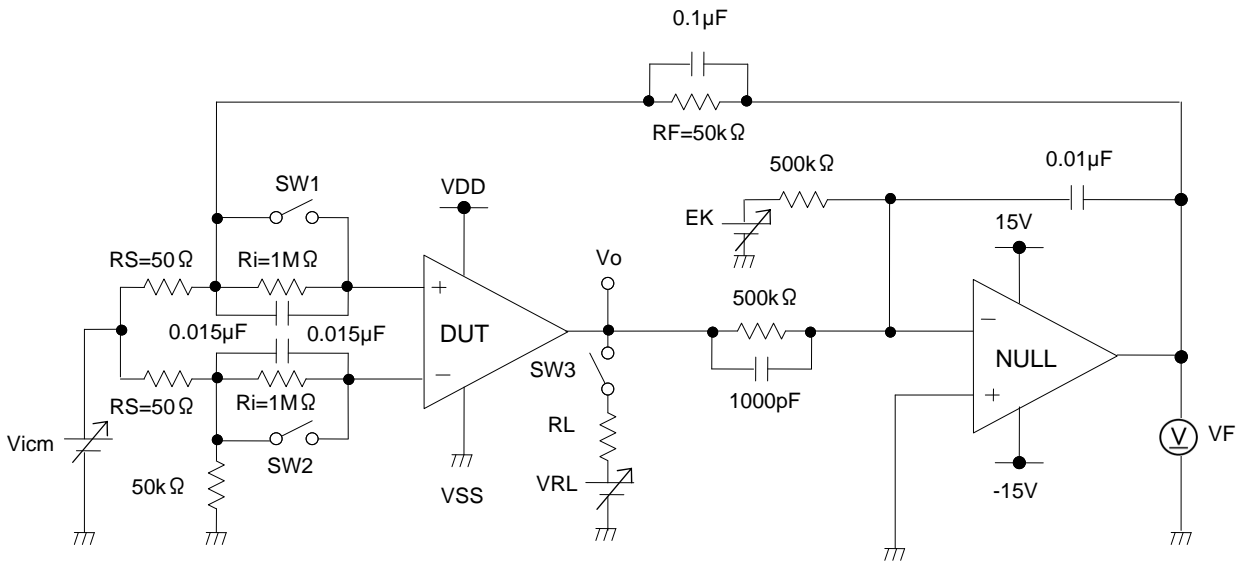 0.1µF
RF=50kΩ
500kΩ
0.01µF
SW1
VDD
EK
15V
RS=50Ω
Ri=1MΩ
Vo
+
500kΩ
−
0.015µF
0.015µF
DUT
NULL
−
SW3
RS=50Ω
Ri=1MΩ
1000pF
+
Vicm
SW2
RL
V
VF
50kΩ
VSS
VRL
-15V